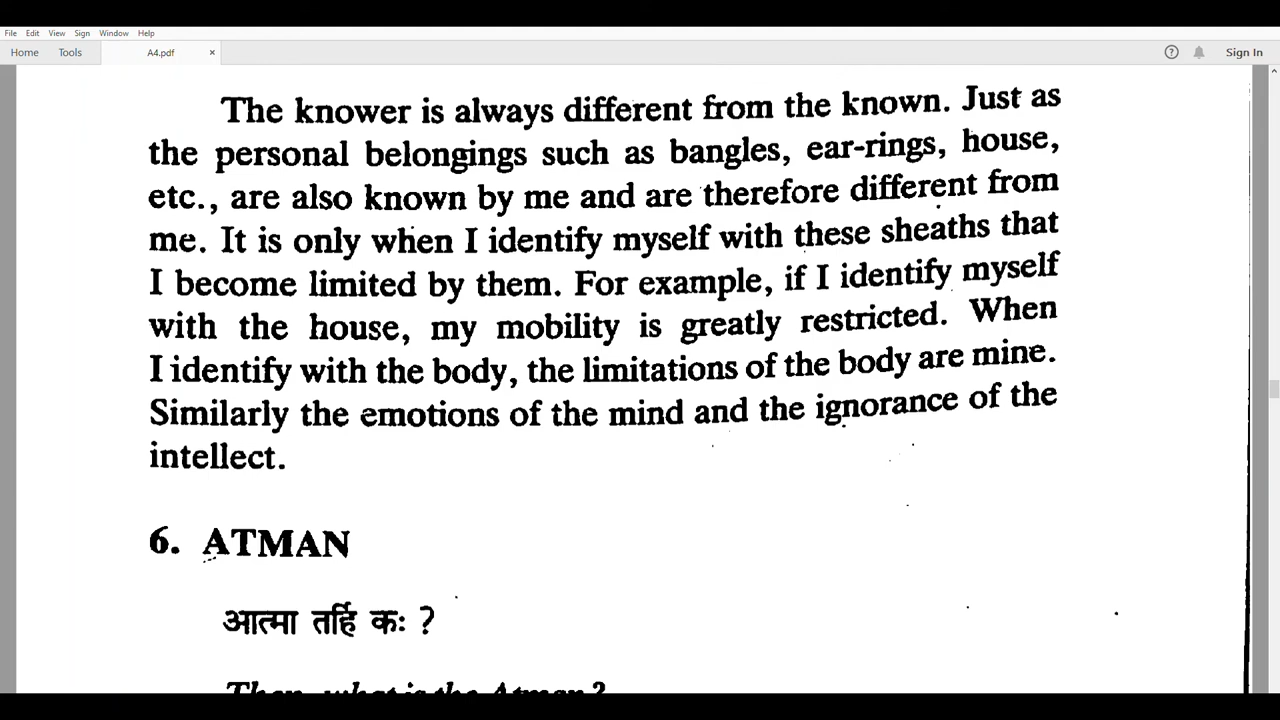 File Edit View Sign Window Help
Home Tools A4.pdf × ? Sign In
The knower is always different from the known. Just as
the personal belongings such as bangles, ear-rings, house,
etc., are also known by me and are therefore different from
me. It is only when I identify myself with these sheaths that
I become limited by them. For example, if I identify myself
with the house, my mobility is greatly restricted. When
I identify with the body, the limitations of the body are mine.
Similarly the emotions of the mind and the ignorance of the
intellect.
6. ATMAN
आत्मा तर्हि कः ?
Then, what is the Atman ?